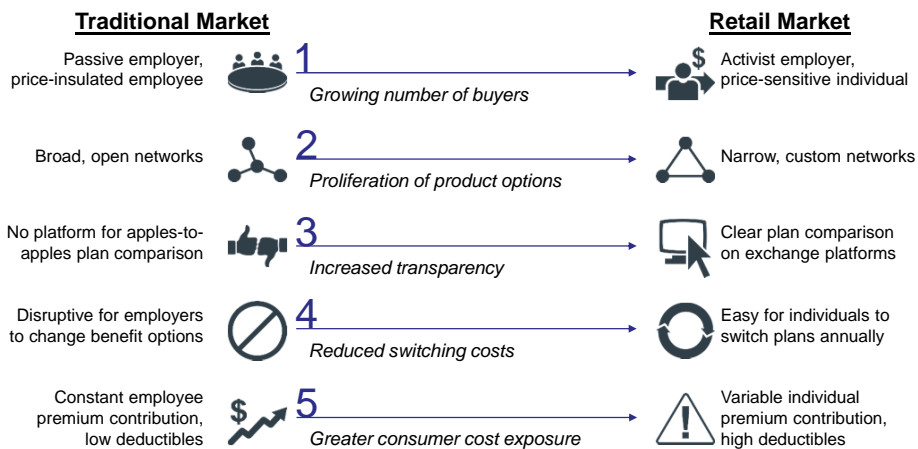 Traditional Market
Retail Market
Passive employer,
price-insulated employee
1
Growing number of buyers
$
Activist employer,
price-sensitive individual
Broad, open networks
2
Proliferation of product options
Narrow, custom networks
No platform for apples-to-
apples plan comparison
3
Increased transparency
Clear plan comparison
on exchange platforms
Disruptive for employers
to change benefit options
4
Reduced switching costs
Easy for individuals to
switch plans annually
Constant employee
premium contribution,
low deductibles
$
5
Greater consumer cost exposure
!
Variable individual
premium contribution,
high deductibles